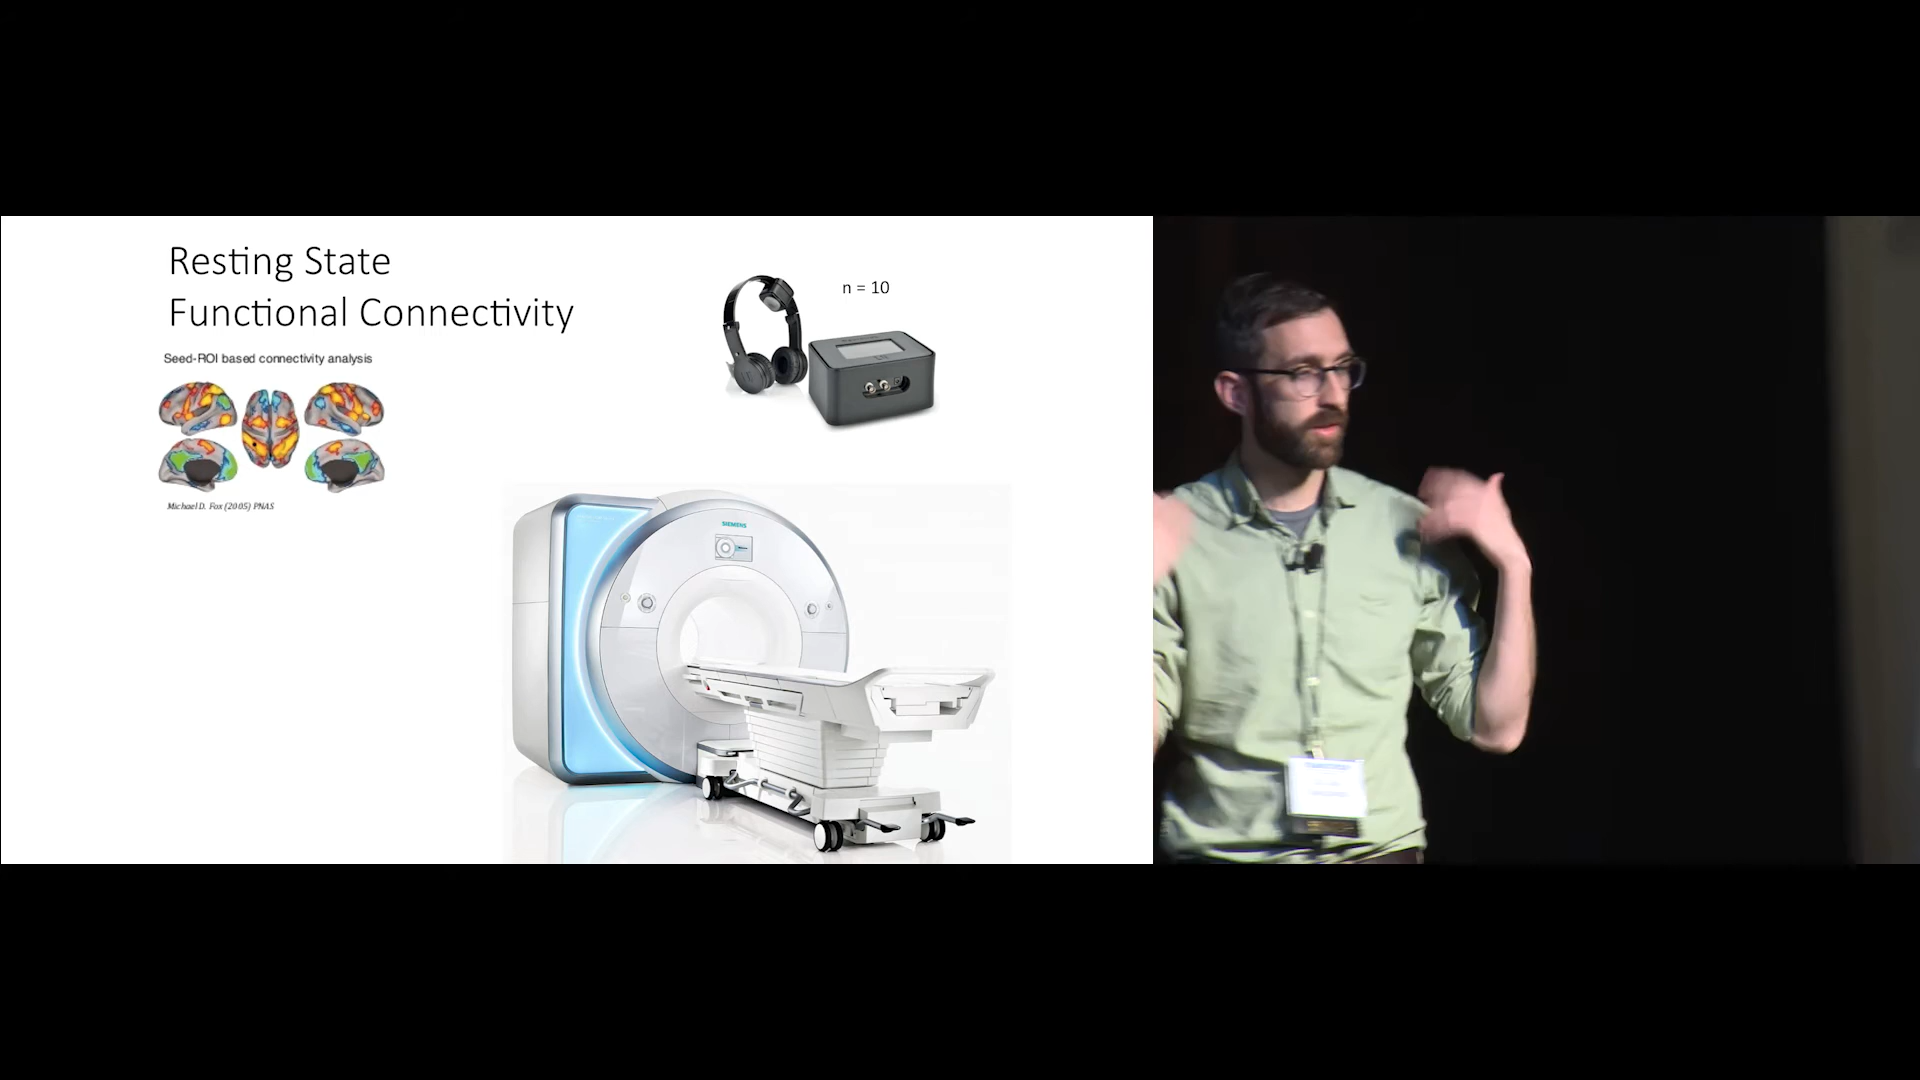 Resting State
Functional Connectivity
Seed-ROI based connectivity analysis
Michael D. Fox (2005) PNAS
n = 10
SIEMENS